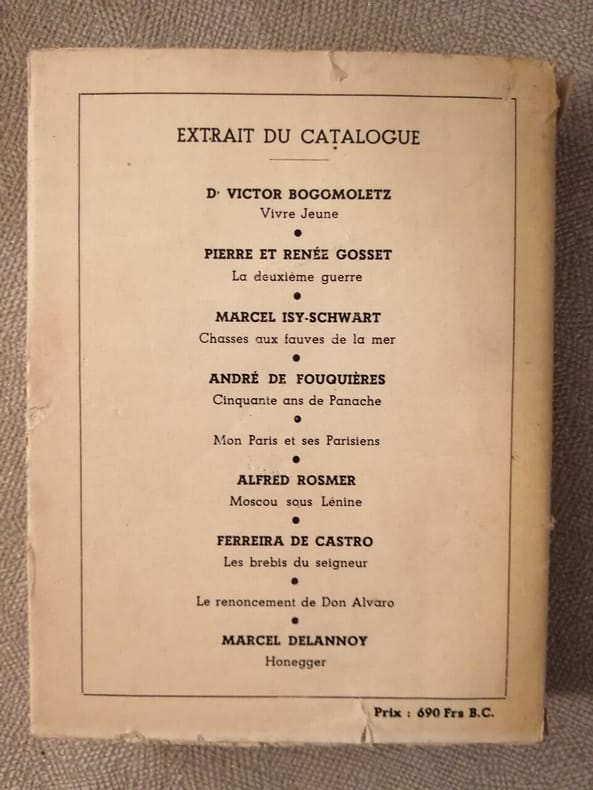 EXTRAIT DU CATALOGUE
Dr VICTOR BOGOMOLETZ
Vivre Jeune
●
PIERRE ET RENÉE GOSSET
La deuxième guerre
●
MARCEL ISY-SCHWART
Chasses aux fauves de la mer
●
ANDRÉ DE FOUQUIÈRES
Cinquante ans de Panache
●
Mon Paris et ses Parisiens
●
ALFRED ROSMER
Moscou sous Lénine
●
FERREIRA DE CASTRO
Les brebis du seigneur
●
Le renoncement de Don Alvaro
●
MARCEL DELANNOY
Honegger
Prix : 690 Frs B.C.